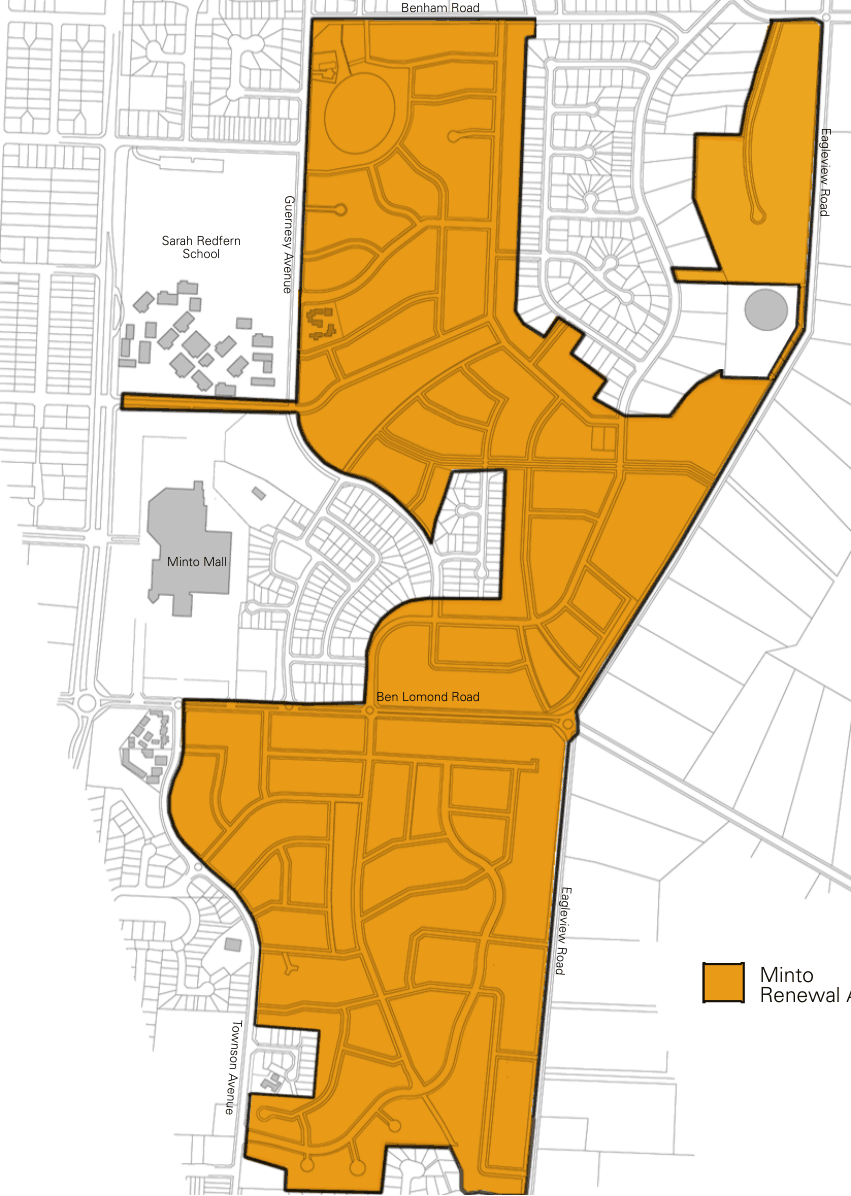 Benham Road
Eagleview Road
Guernesy Avenue
Sarah Redfern
School
Minto Mall
Ben Lomond Road
Eagleview Road
Minto
Renewal A
Townson Avenue